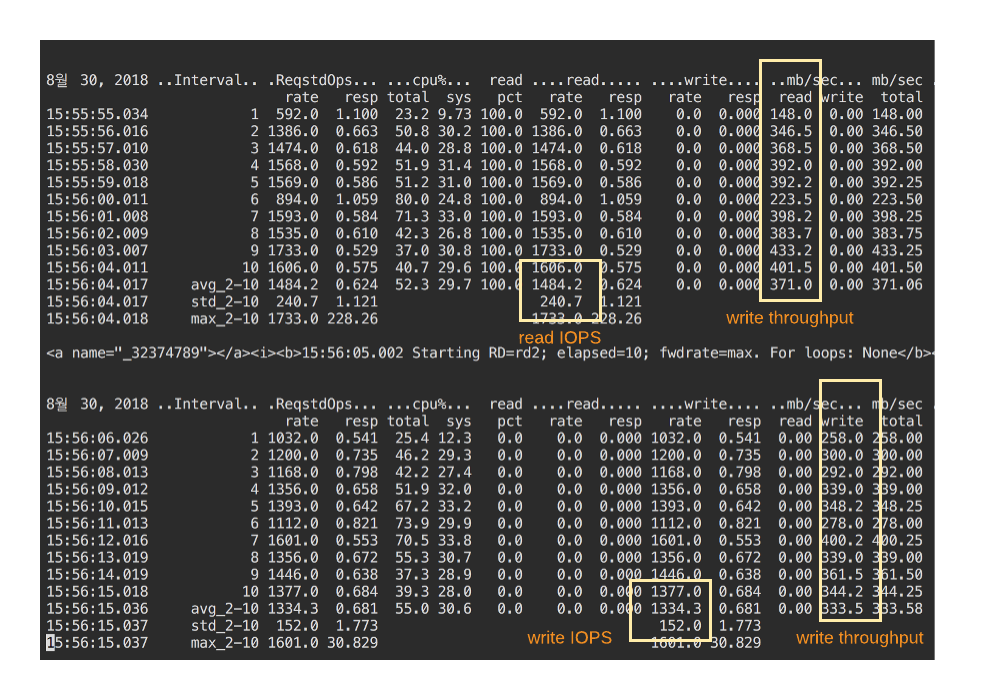 8월 30, 2018 ..Interval.. .ReqstdOps... ...cpu%... read ....read..... ....write.... ..mb/sec... mb/sec .
rate resp total sys pct rate resp rate resp read write total
15:55:55.034 1 592.0 1.100 23.2 9.73 100.0 592.0 1.100 0.0 0.000 148.0 0.00 148.00
15:55:56.016 2 1386.0 0.663 50.8 30.2 100.0 1386.0 0.663 0.0 0.000 346.5 0.00 346.50
15:55:57.010 3 1474.0 0.618 44.0 28.8 100.0 1474.0 0.618 0.0 0.000 368.5 0.00 368.50
15:55:58.030 4 1568.0 0.592 51.9 31.4 100.0 1568.0 0.592 0.0 0.000 392.0 0.00 392.00
15:55:59.018 5 1569.0 0.586 51.2 31.0 100.0 1569.0 0.586 0.0 0.000 392.2 0.00 392.25
15:56:00.011 6 894.0 1.059 80.0 24.8 100.0 894.0 1.059 0.0 0.000 223.5 0.00 223.50
15:56:01.008 7 1593.0 0.584 71.3 33.0 100.0 1593.0 0.584 0.0 0.000 398.2 0.00 398.25
15:56:02.009 8 1535.0 0.610 42.3 26.8 100.0 1535.0 0.610 0.0 0.000 383.7 0.00 383.75
15:56:03.007 9 1733.0 0.529 37.0 30.8 100.0 1733.0 0.529 0.0 0.000 433.2 0.00 433.25
15:56:04.011 10 1606.0 0.575 40.7 29.6 100.0 1606.0 0.575 0.0 0.000 401.5 0.00 401.50
15:56:04.017 avg_2-10 1484.2 0.624 52.3 29.7 100.0 1484.2 0.624 0.0 0.000 371.0 0.00 371.06
15:56:04.017 std_2-10 240.7 1.121 240.7 1.121
15:56:04.018 max_2-10 1733.0 228.26 1733.0 228.26
write throughput
read IOPS
<a name="_32374789"></a><i><b>15:56:05.002 Starting RD=rd2; elapsed=10; fwdrate=max. For loops: None</b>
8월 30, 2018 ..Interval.. .ReqstdOps... ...cpu%... read ....read..... ....write.... ..mb/sec... mb/sec .
rate resp total sys pct rate resp rate resp read write total
15:56:06.026 1 1032.0 0.541 25.4 12.3 0.0 0.0 0.000 1032.0 0.541 0.00 258.0 258.00
15:56:07.009 2 1200.0 0.735 46.2 29.3 0.0 0.0 0.000 1200.0 0.735 0.00 300.0 300.00
15:56:08.013 3 1168.0 0.798 42.2 27.4 0.0 0.0 0.000 1168.0 0.798 0.00 292.0 292.00
15:56:09.012 4 1356.0 0.658 51.9 32.0 0.0 0.0 0.000 1356.0 0.658 0.00 339.0 339.00
15:56:10.015 5 1393.0 0.642 67.2 33.2 0.0 0.0 0.000 1393.0 0.642 0.00 348.2 348.25
15:56:11.013 6 1112.0 0.821 73.9 29.9 0.0 0.0 0.000 1112.0 0.821 0.00 278.0 278.00
15:56:12.016 7 1601.0 0.553 70.5 33.8 0.0 0.0 0.000 1601.0 0.553 0.00 400.2 400.25
15:56:13.019 8 1356.0 0.672 55.3 30.7 0.0 0.0 0.000 1356.0 0.672 0.00 339.0 339.00
15:56:14.019 9 1446.0 0.638 37.3 28.9 0.0 0.0 0.000 1446.0 0.638 0.00 361.5 361.50
15:56:15.018 10 1377.0 0.684 39.3 28.0 0.0 0.0 0.000 1377.0 0.684 0.00 344.2 344.25
15:56:15.036 avg_2-10 1334.3 0.681 55.0 30.6 0.0 0.0 0.000 1334.3 0.681 0.00 333.5 333.58
15:56:15.037 std_2-10 152.0 1.773 152.0 1.773
15:56:15.037 max_2-10 1601.0 30.829 1601.0 30.829
write IOPS
write throughput